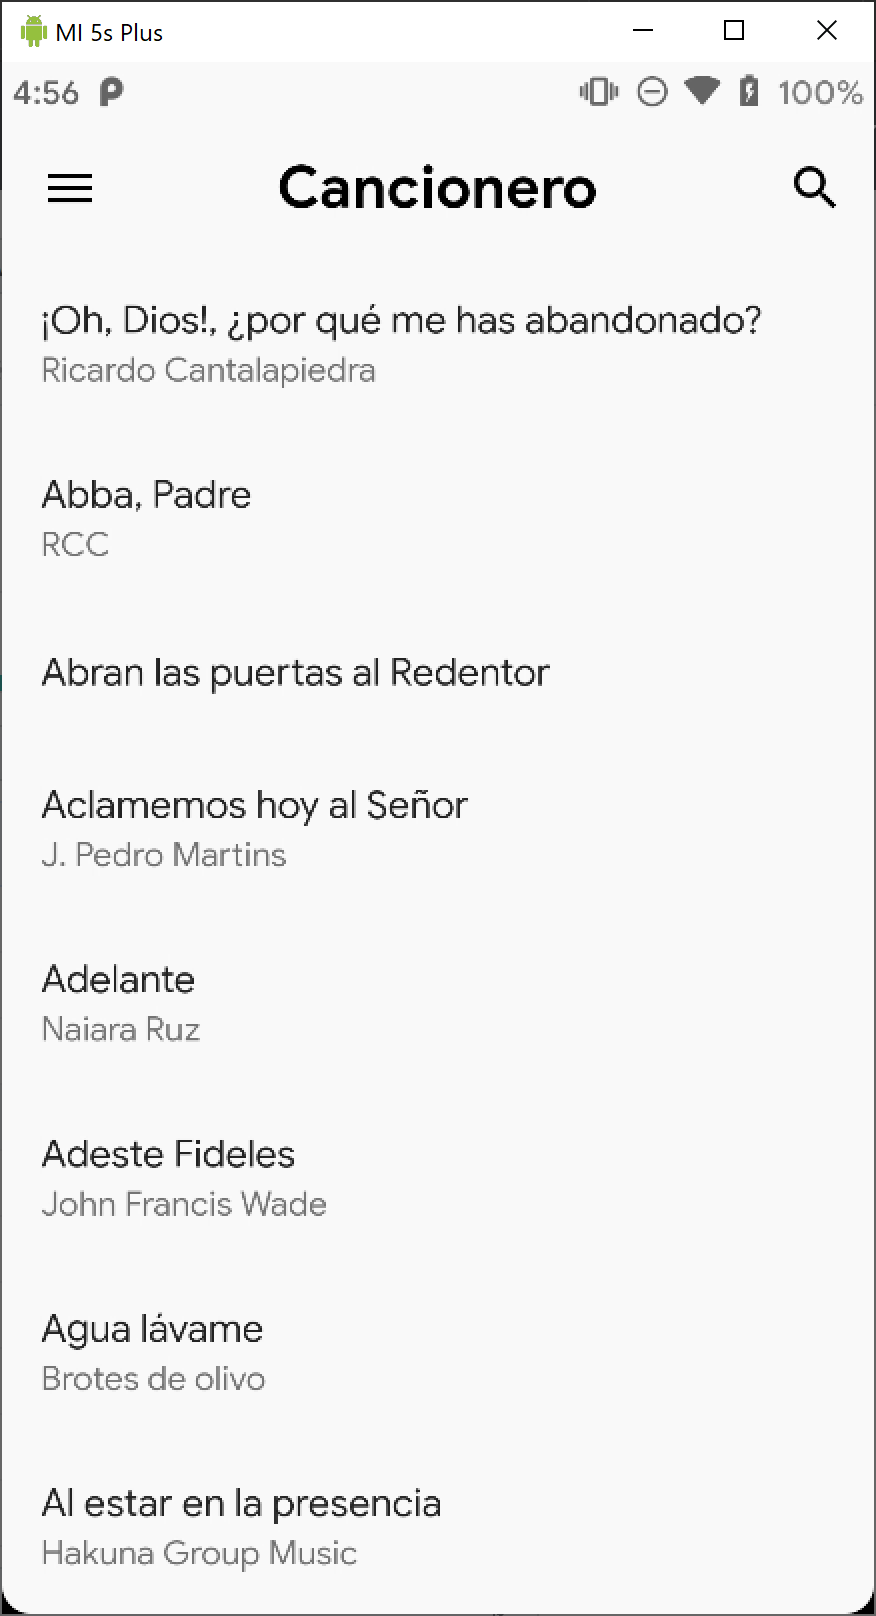 MI 5s Plus
4:56 100%
Cancionero
¡Oh, Dios!, ¿por qué me has abandonado?
Ricardo Cantalapiedra
Abba, Padre
RCC
Abran las puertas al Redentor
Aclamemos hoy al Señor
J. Pedro Martins
Adelante
Naiara Ruz
Adeste Fideles
John Francis Wade
Agua lávame
Brotes de olivo
Al estar en la presencia
Hakuna Group Music